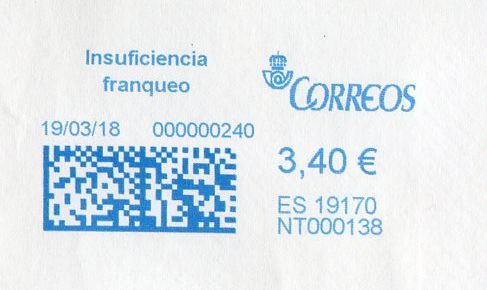 Insuficiencia
franqueo
CORREOS
19/03/18 000000240
3,40 €
ES 19170
NT000138